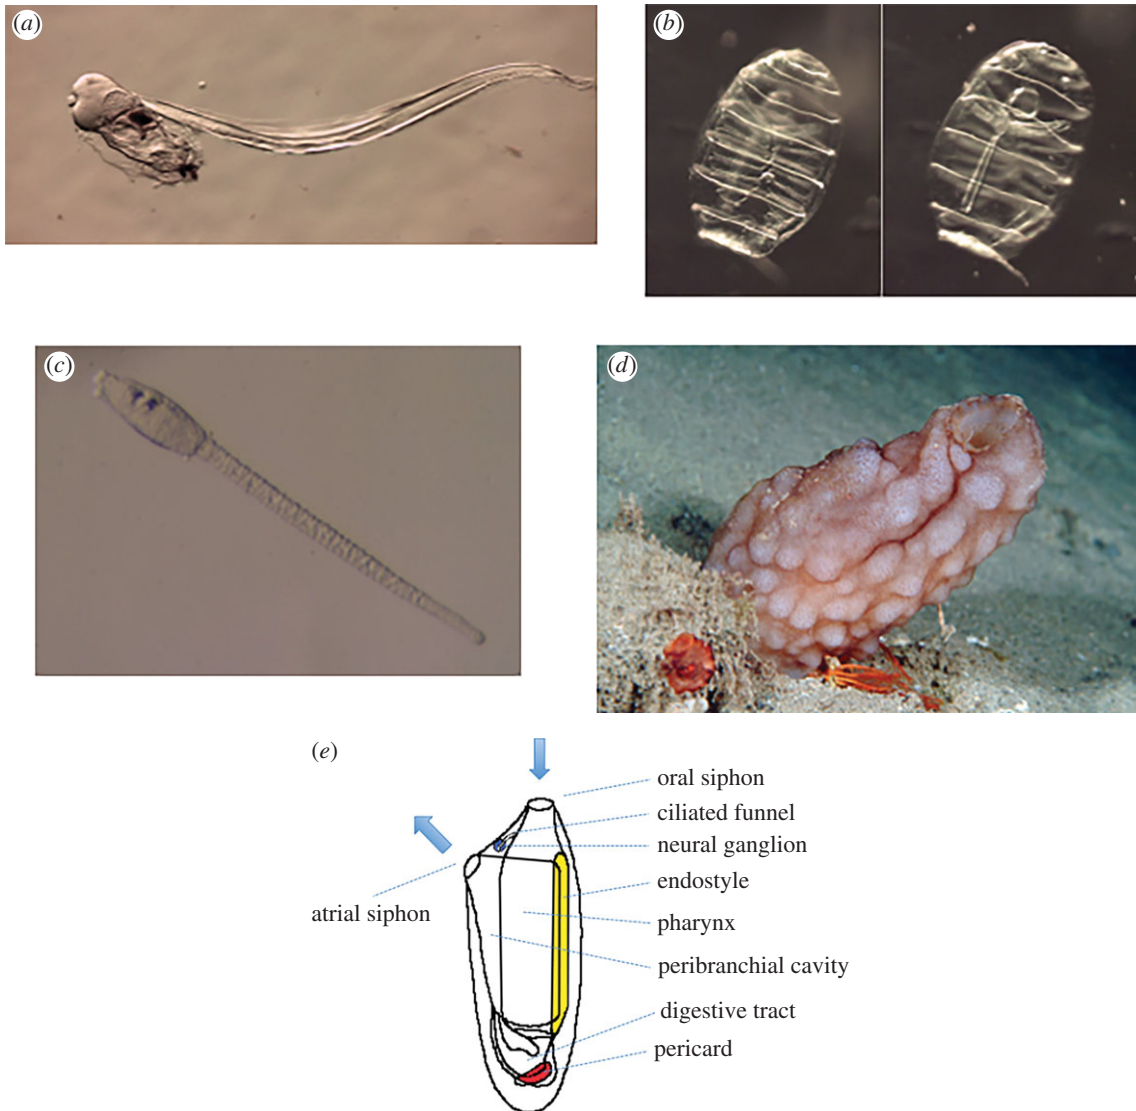 (a)
(b)
(c)
(d)
(e)
oral siphon
ciliated funnel
neural ganglion
endostyle
atrial siphon
pharynx
peribranchial cavity
digestive tract
pericard